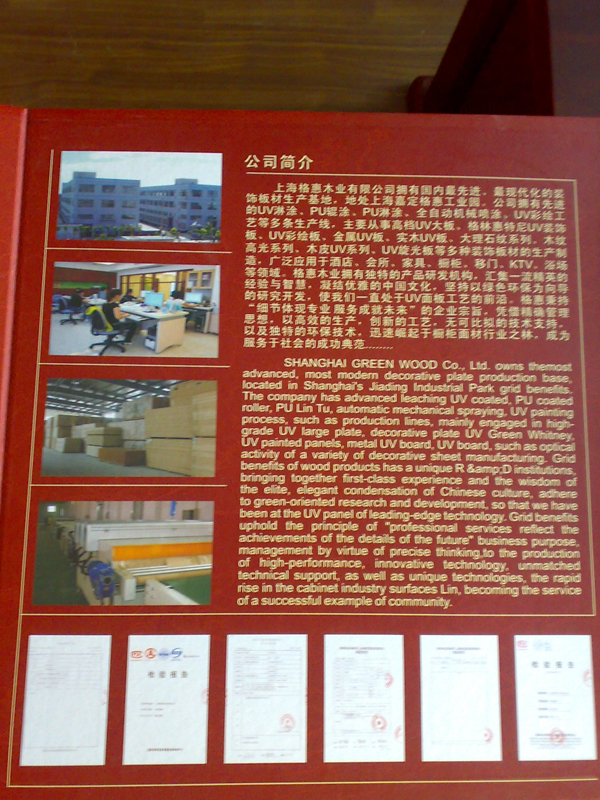 公司简介
上海格惠木业有限公司拥有国内最先进、最现代化的装
饰板材生产基地，地处上海嘉定格惠工业园。公司拥有先进
的UV淋涂、PU辊涂、PU淋涂、全自动机械喷涂、UV彩绘工
艺等多条生产线，主要从事高档UV大板、格林惠特尼UV装饰
板、UV彩绘板、金属UV板、实木UV板、大理石纹系列、木纹
高光系列、木皮UV系列、UV炫光板等多种装饰板材的生产制
造，广泛应用于酒店、会所、家具、橱柜、移门、KTV、浴场
等领域。格惠木业拥有独特的产品研发机构，汇集一流精英的
经验与智慧，凝结优雅的中国文化，坚持以绿色环保为向导
的研究开发，使我们一直处于UV面板工艺的前沿。格惠秉持
“细节体现专业 服务成就未来”的企业宗旨，凭借精确管理
思想，以高效的生产、创新的工艺、无可比拟的技术支持，
以及独特的环保技术，迅速崛起于橱柜面材行业之林，成为
服务于社会的成功典范........
SHANGHAI GREEN WOOD Co., Ltd. owns themost
advanced, most modern decorative plate production base,
located in Shanghai's Jiading Industrial Park grid benefits.
The company has advanced leaching UV coated, PU coated
roller, PU Lin Tu, automatic mechanical spraying, UV painting
process, such as production lines, mainly engaged in high-
grade UV large plate, decorative plate UV Green Whitney,
UV painted panels, metal UV board, UV board, such as optical
activity of a variety of decorative sheet manufacturing. Grid
benefits of wood products has a unique R &amp;D institutions,
bringing together first-class experience and the wisdom of
the elite, elegant condensation of Chinese culture, adhere
to green-oriented research and development, so that we have
been at the UV panel of leading-edge technology. Grid benefits
uphold the principle of "professional services reflect the
achievements of the details of the future" business purpose,
management by virtue of precise thinking,to the production
of high-performance, innovative technology, unmatched
technical support, as well as unique technologies, the rapid
rise in the cabinet industry surfaces Lin, becoming the service
of a successful example of community.
检验报告
检验报告